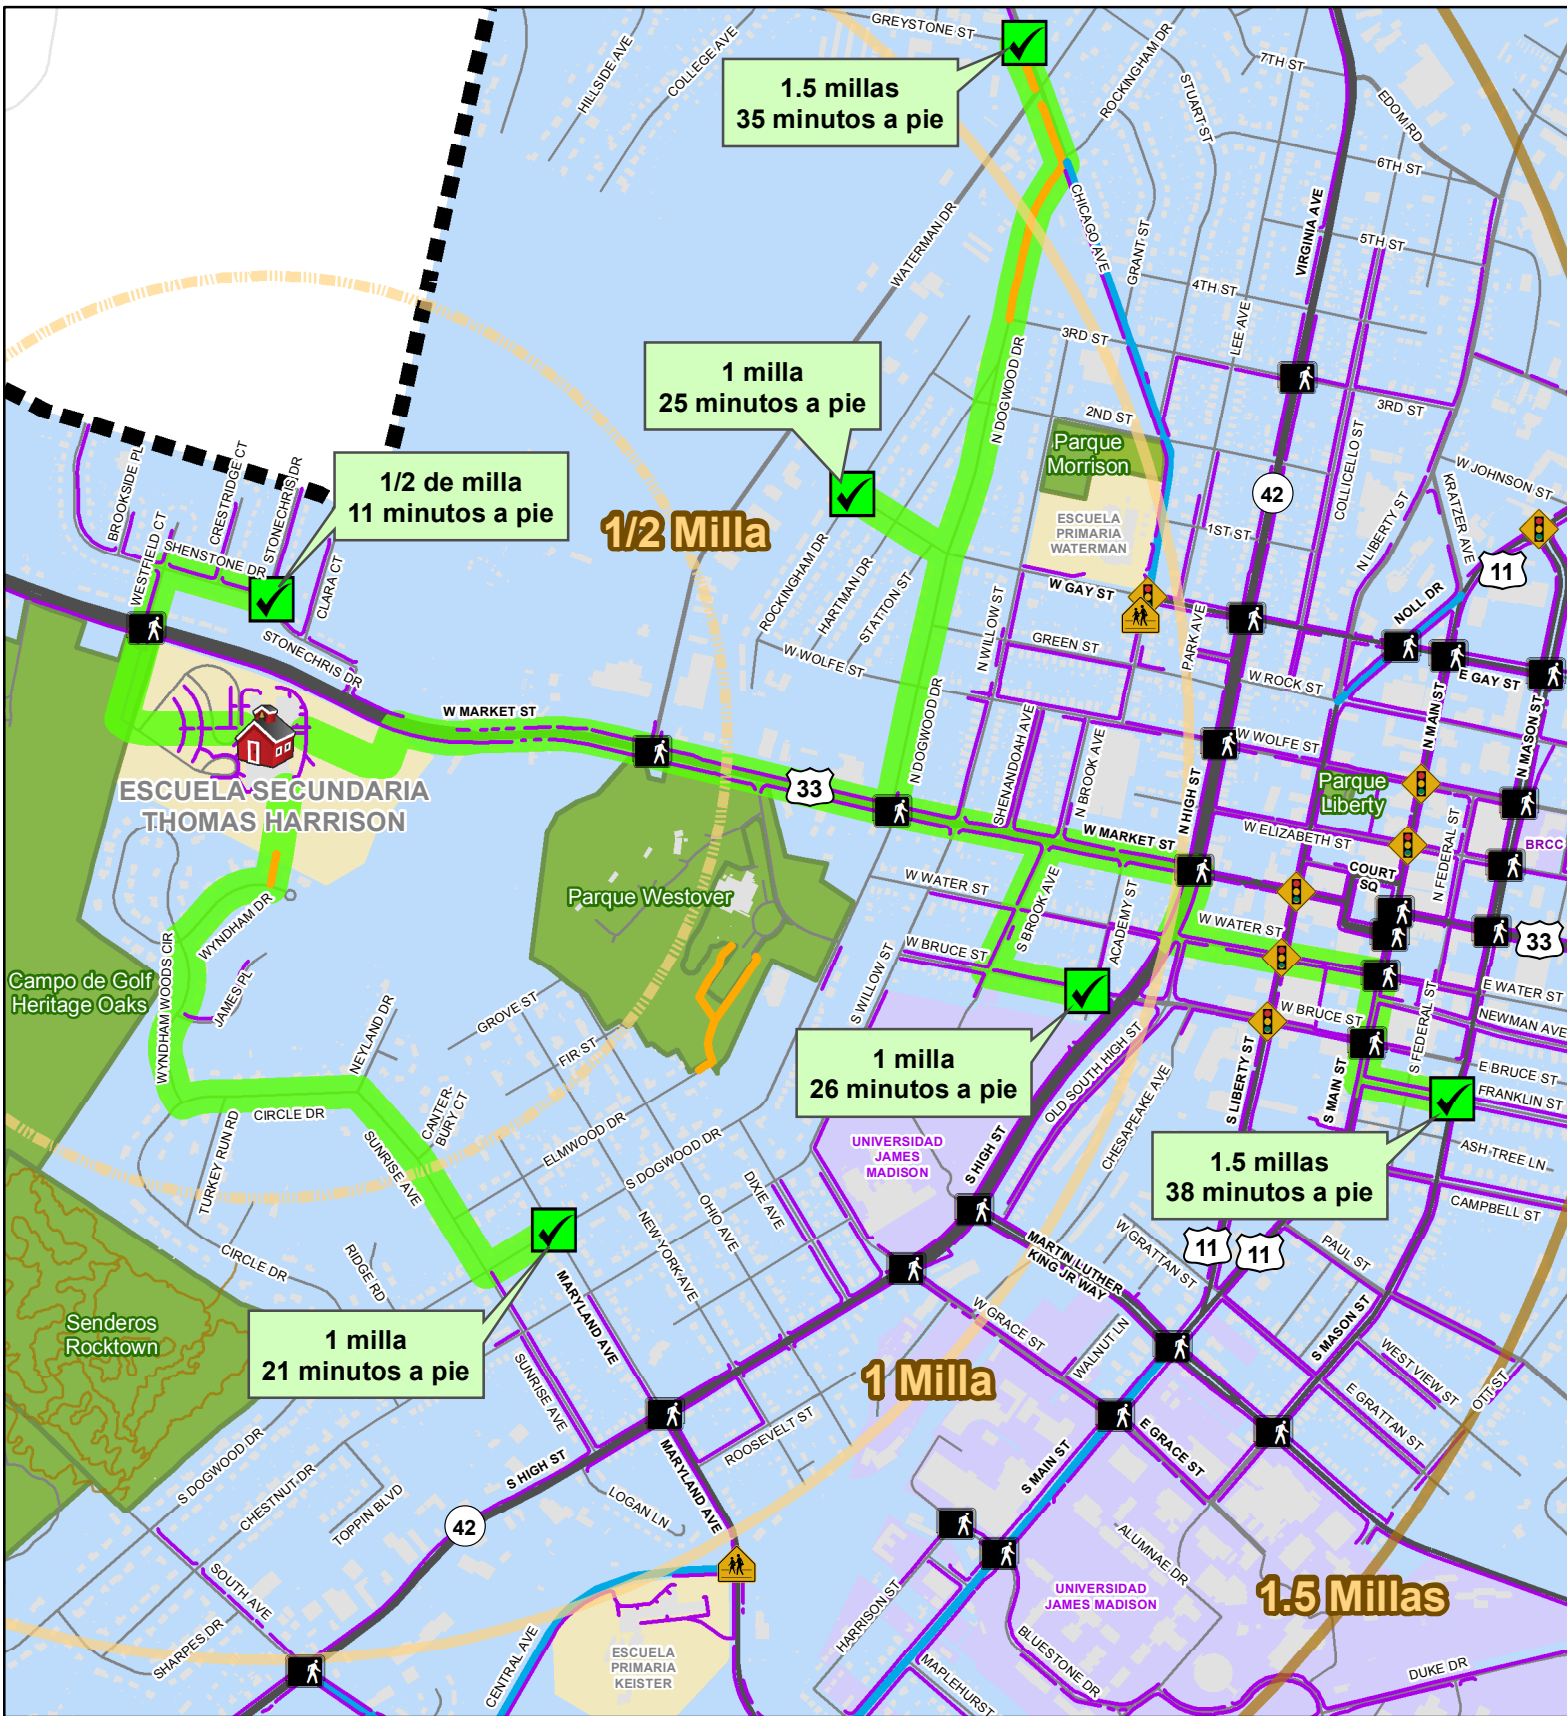 GREYSTONE ST
HILLSIDE AVE
COLLEGE AVE
ROCKINGHAM DR
7TH ST
STUART ST
EDOM RD
6TH ST
1.5 millas
35 minutos a pie
CHICAGO AVE
GRANT ST
VIRGINIA AVE
5TH ST
WATERMAN DR
4TH ST
LEE AVE
3RD ST
N DOGWOOD DR
1 milla
25 minutos a pie
2ND ST
3RD ST
Parque
Morrison
COLLICELLO ST
W JOHNSON ST
KRATZER AVE
N LIBERTY ST
42
BROOKSIDE PL
WESTFIELD CT
CRESTRIDGE CT
STONECHRIS DR
SHENSTONE DR
CLARA CT
1/2 de milla
11 minutos a pie
1/2 Milla
ESCUELA
PRIMARIA
WATERMAN
1ST ST
11
NOLL DR
W GAY ST
ROCKINGHAM DR
HARTMAN DR
STATTON ST
N WILLOW ST
GREEN ST
PARK AVE
W ROCK ST
E GAY ST
STONECHRIS DR
W WOLFE ST
W MARKET ST
N DOGWOOD DR
SHENANDOAH AVE
N BROOK AVE
N HIGH ST
W WOLFE ST
N MAIN ST
N MASON ST
ESCUELA SECUNDARIA
THOMAS HARRISON
33
Parque
Liberty
W MARKET ST
W ELIZABETH ST
N FEDERAL ST
BRCC
COURT
SQ
Parque Westover
W WATER ST
S BROOK AVE
ACADEMY ST
W WATER ST
33
WYNDHAM DR
WYNDHAM WOODS CIR
JAMES PL
Campo de Golf
Heritage Oaks
W BRUCE ST
S WILLOW ST
NEYLAND DR
GROVE ST
FIR ST
E WATER ST
W BRUCE ST
S FEDERAL ST
NEWMAN AVE
E BRUCE ST
FRANKLIN ST
1 milla
26 minutos a pie
OLD SOUTH HIGH ST
CHESAPEAKE AVE
S LIBERTY ST
S MAIN ST
CIRCLE DR
CANTER-
BURY CT
TURKEY RUN RD
SUNRISE AVE
ELMWOOD DR
S DOGWOOD DR
UNIVERSIDAD
JAMES
MADISON
S HIGH ST
ASH TREE LN
1.5 millas
38 minutos a pie
CAMPBELL ST
DIXIE AVE
OHIO AVE
NEW YORK AVE
MARTIN LUTHER
KING JR WAY
W GRATTAN ST
11
11
PAUL ST
CIRCLE DR
RIDGE RD
MARYLAND AVE
Senderos
Rocktown
1 milla
21 minutos a pie
W GRACE ST
WALNUT LN
S MASON ST
WEST VIEW ST
OTT ST
E GRATTAN ST
SUNRISE AVE
1 Milla
ROOSEVELT ST
S DOGWOOD DR
CHESTNUT DR
TOPPIN BLVD
S HIGH ST
MARYLAND AVE
LOGAN LN
42
S MAIN ST
E GRACE ST
ALUMNAE DR
SOUTH AVE
SHARPES DR
CENTRAL AVE
ESCUELA
PRIMARIA
KEISTER
HARRISON ST
UNIVERSIDAD
JAMES MADISON
1.5 Millas
BLUESTONE DR
MAPLEHURST
DUKE DR